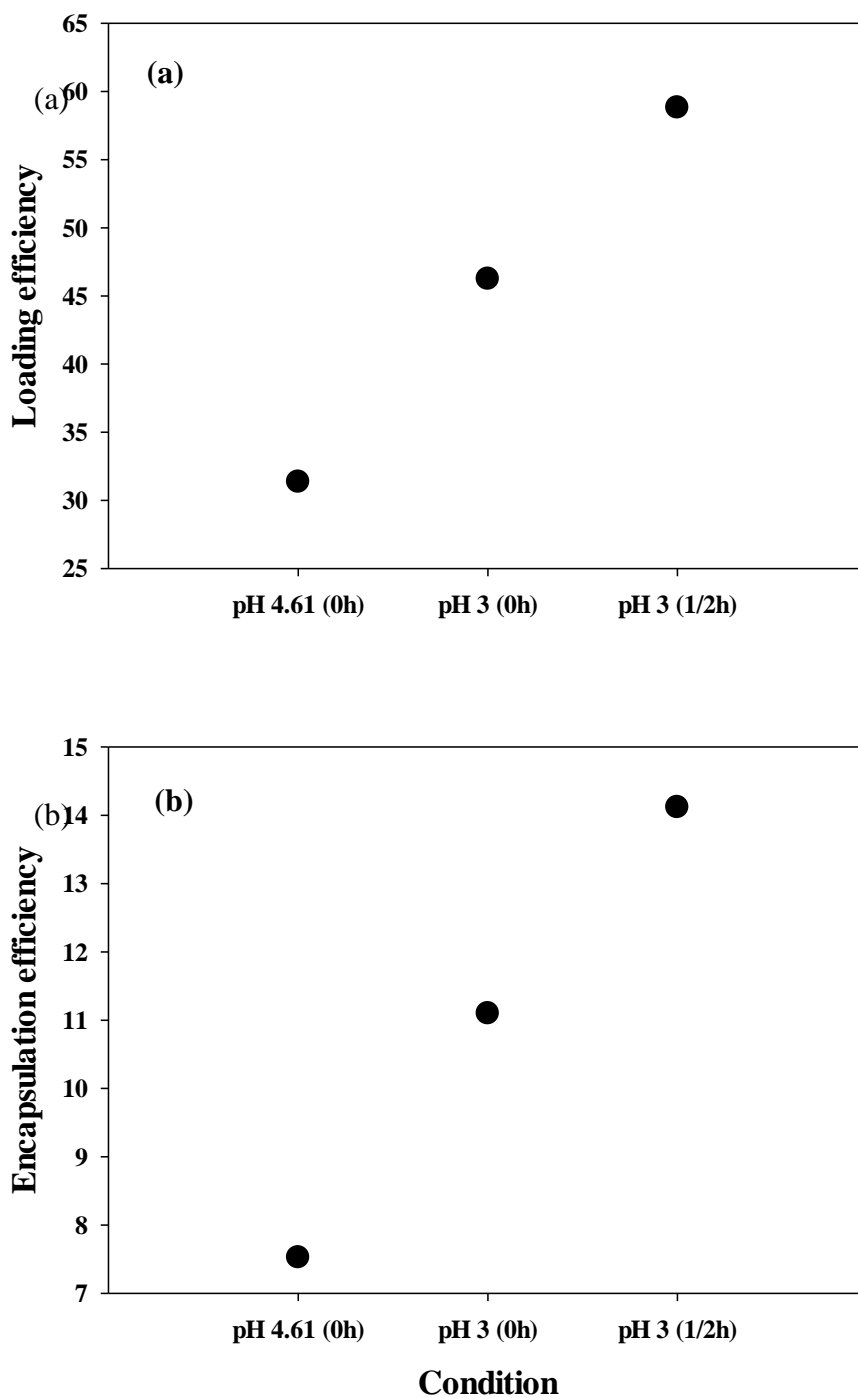 65
(a)
60
(a)
55
50
45
40
35
30
25
Loading efficiency
pH 4.61 (0h) pH 3 (0h) pH 3 (1/2h)
15
(b)
14
(b)
13
12
11
10
9
8
7
Encapsulation efficiency
pH 4.61 (0h) pH 3 (0h) pH 3 (1/2h)
Condition